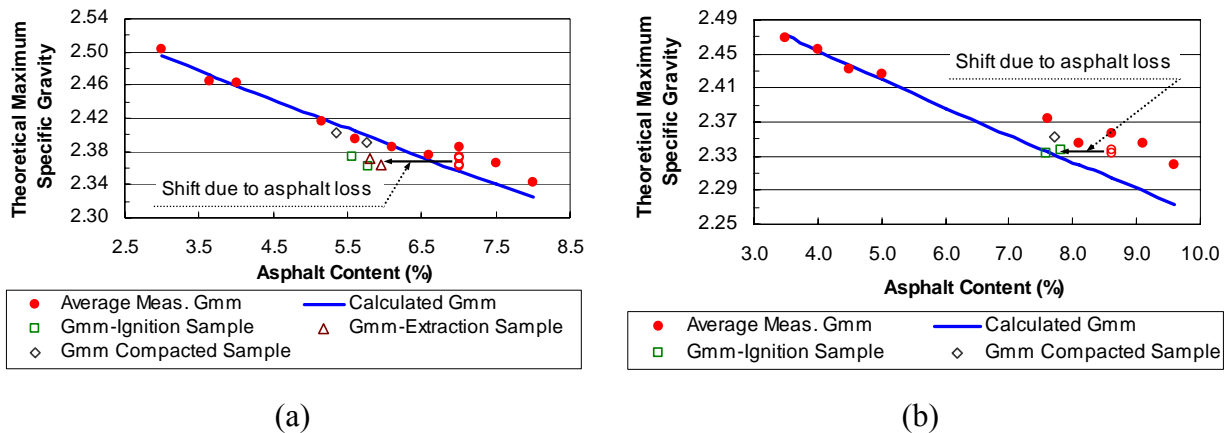 Theoretical Maximum
Specific Gravity
2.54
2.50
2.46
2.42
2.38
2.34
2.30
Shift due to asphalt loss
2.5 3.5 4.5 5.5 6.5 7.5 8.5
Asphalt Content (%)
Average Meas. Gmm
Calculated Gmm
Gmm-Ignition Sample
Gmm-Extraction Sample
Gmm Compacted Sample
(a)
Theoretical Maximum
Specific Gravity
2.49
2.45
2.41
2.37
2.33
2.29
2.25
Shift due to asphalt loss
3.0 4.0 5.0 6.0 7.0 8.0 9.0 10.0
Asphalt Content (%)
Average Meas. Gmm
Calculated Gmm
Gmm-Ignition Sample
Gmm Compacted Sample
(b)